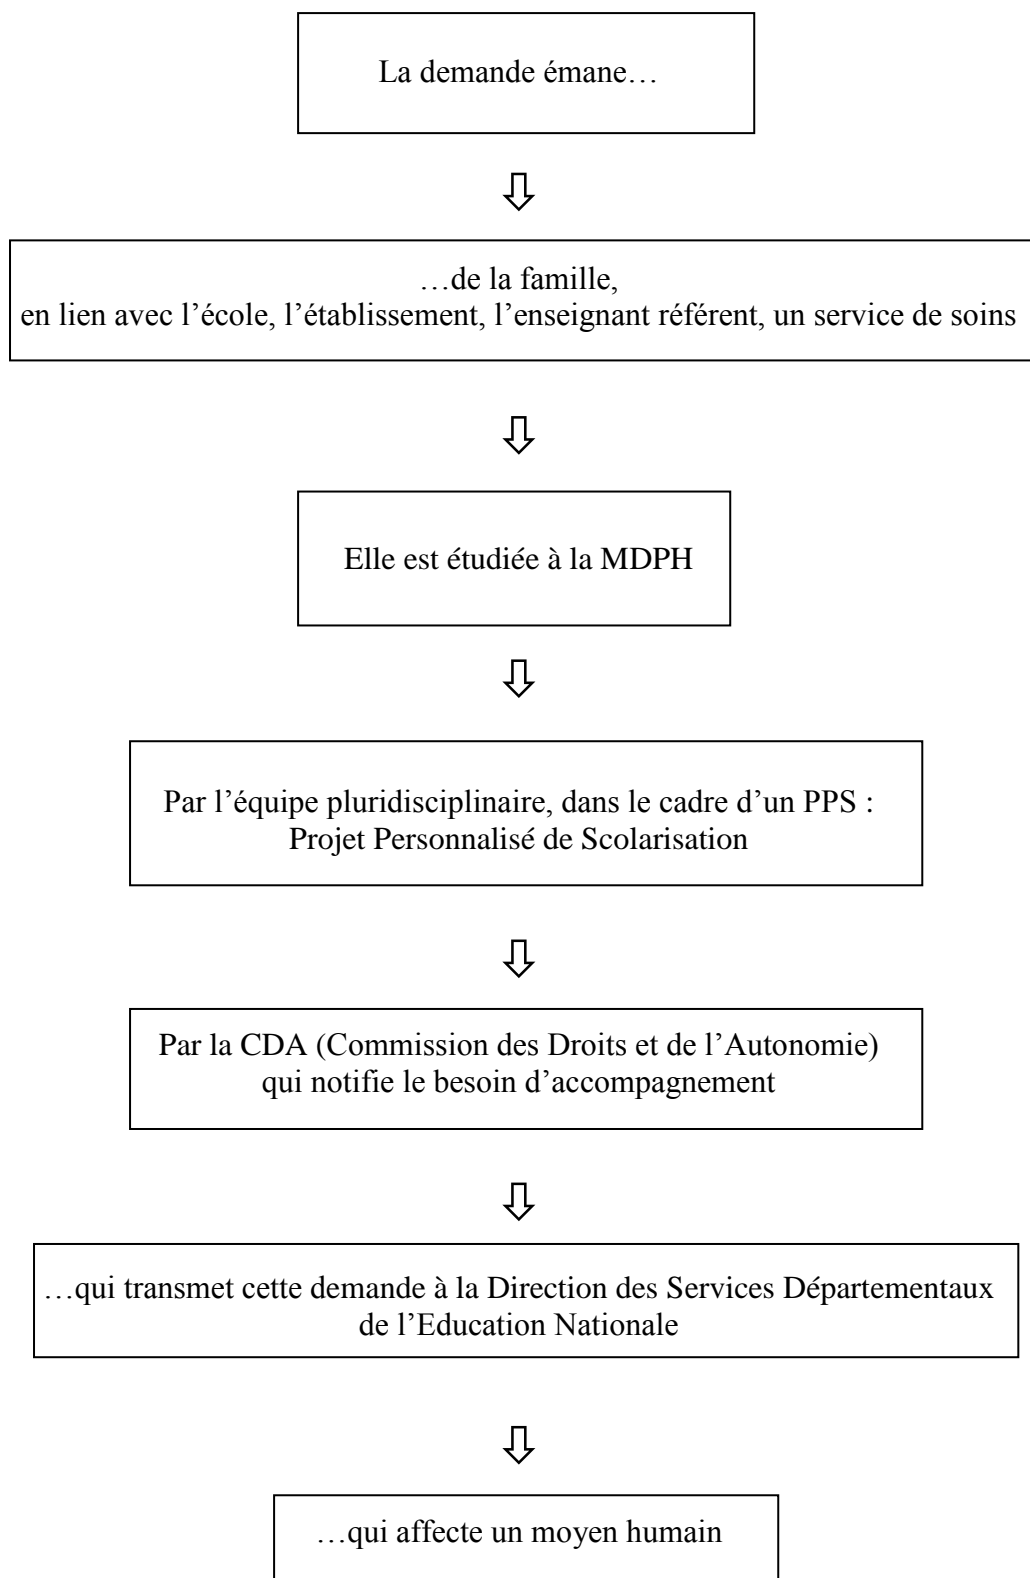 La demande émane…
…de la famille,
en lien avec l’école, l’établissement, l’enseignant référent, un service de soins
Elle est étudiée à la MDPH
Par l’équipe pluridisciplinaire, dans le cadre d’un PPS :
Projet Personnalisé de Scolarisation
Par la CDA (Commission des Droits et de l’Autonomie)
qui notifie le besoin d’accompagnement
…qui transmet cette demande à la Direction des Services Départementaux
de l’Education Nationale
…qui affecte un moyen humain